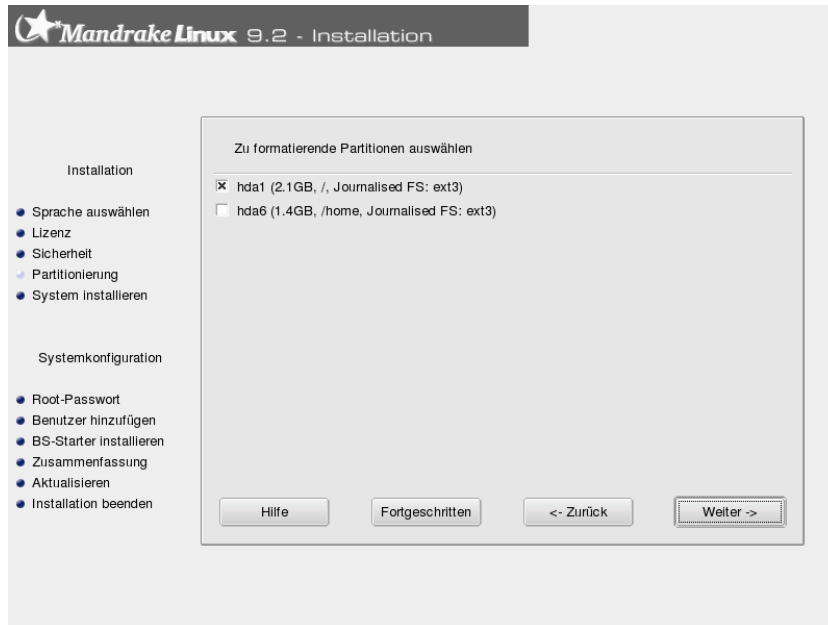 MandrakeLinux 9.2 - Installation
Zu formatierende Partitionen auswählen
Installation
hda1 (2.1GB, /, Journalised FS: ext3)
hda6 (1.4GB, /home, Journalised FS: ext3)
Sprache auswählen
Lizenz
Sicherheit
Partitionierung
System installieren
Systemkonfiguration
Root-Passwort
Benutzer hinzufügen
BS-Starter installieren
Zusammenfassung
Aktualisieren
Installation beenden
Hilfe
Fortgeschritten
<- Zurück
Weiter ->